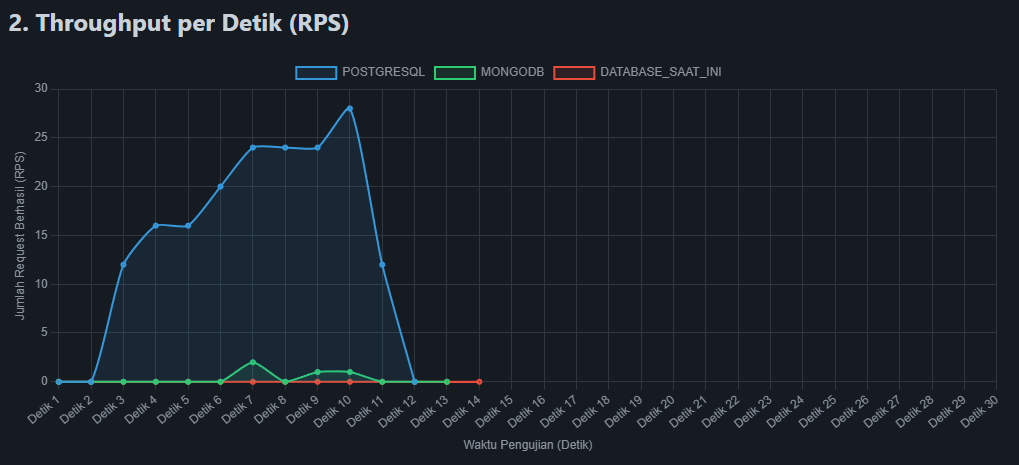 2. Throughput per Detik (RPS)
POSTGRESQL MONGODB DATABASE_SAAT_INI
Jumlah Request Berhasil (RPS)
30
25
20
15
10
5
0
Detik 1 Detik 2 Detik 3 Detik 4 Detik 5 Detik 6 Detik 7 Detik 8 Detik 9 Detik 10 Detik 11 Detik 12 Detik 13 Detik 14 Detik 15 Detik 16 Detik 17 Detik 18 Detik 19 Detik 20 Detik 21 Detik 22 Detik 23 Detik 24 Detik 25 Detik 26 Detik 27 Detik 28 Detik 29 Detik 30
Waktu Pengujian (Detik)